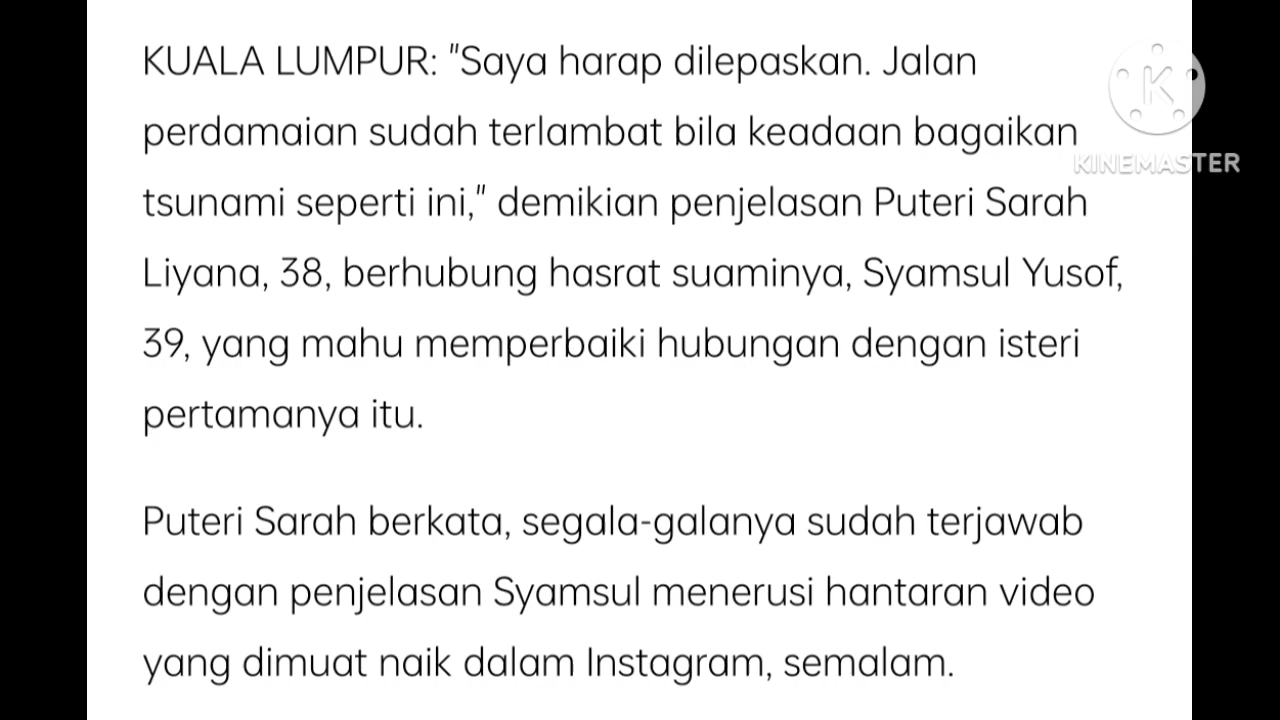 KUALA LUMPUR: "Saya harap dilepaskan. Jalan
perdamaian sudah terlambat bila keadaan bagaikan
tsunami seperti ini," demikian penjelasan Puteri Sarah
Liyana, 38, berhubung hasrat suaminya, Syamsul Yusof,
39, yang mahu memperbaiki hubungan dengan isteri
pertamanya itu.
Puteri Sarah berkata, segala-galanya sudah terjawab
dengan penjelasan Syamsul menerusi hantaran video
yang dimuat naik dalam Instagram, semalam.
K
KINEMASTER